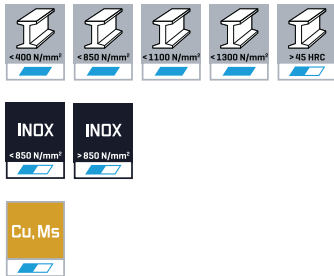 <400 N/mm² <850 N/mm² <1100 N/mm² <1300 N/mm² >45 HRC
INOX INOX
<850 N/mm² >850 N/mm²
Cu, Ms